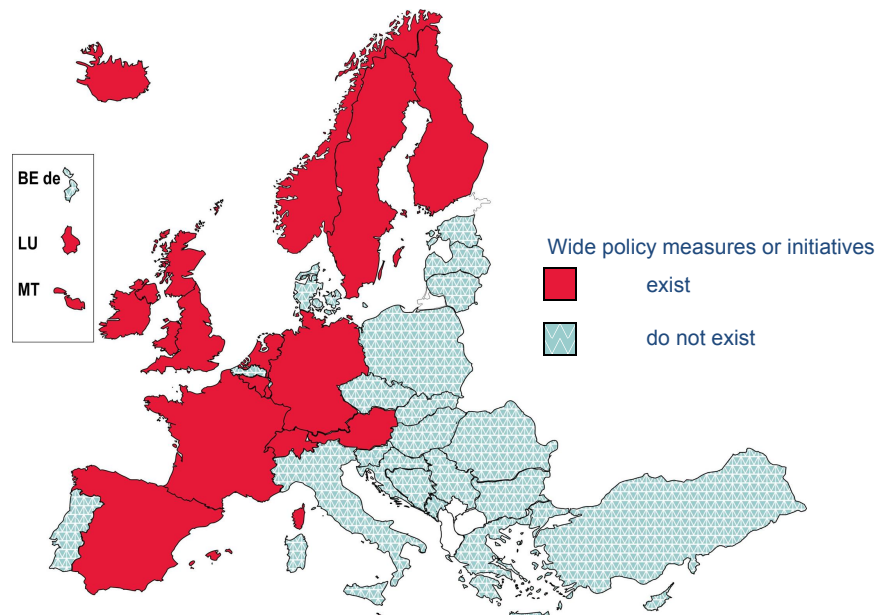 BE de
LU
MT
Wide policy measures or initiatives
exist
do not exist